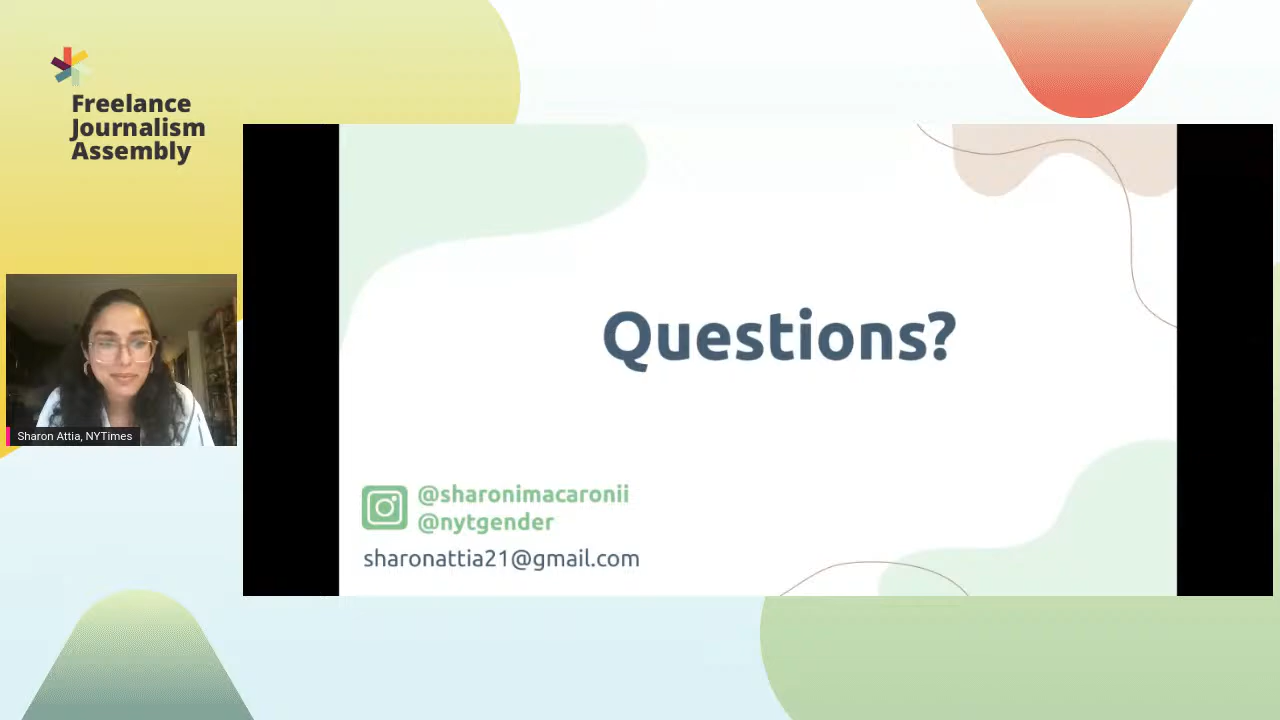 Freelance
Journalism
Assembly
Questions?
Sharon Attia, NYTimes
@sharonimacaronii
@nytgender
sharonattia21@gmail.com